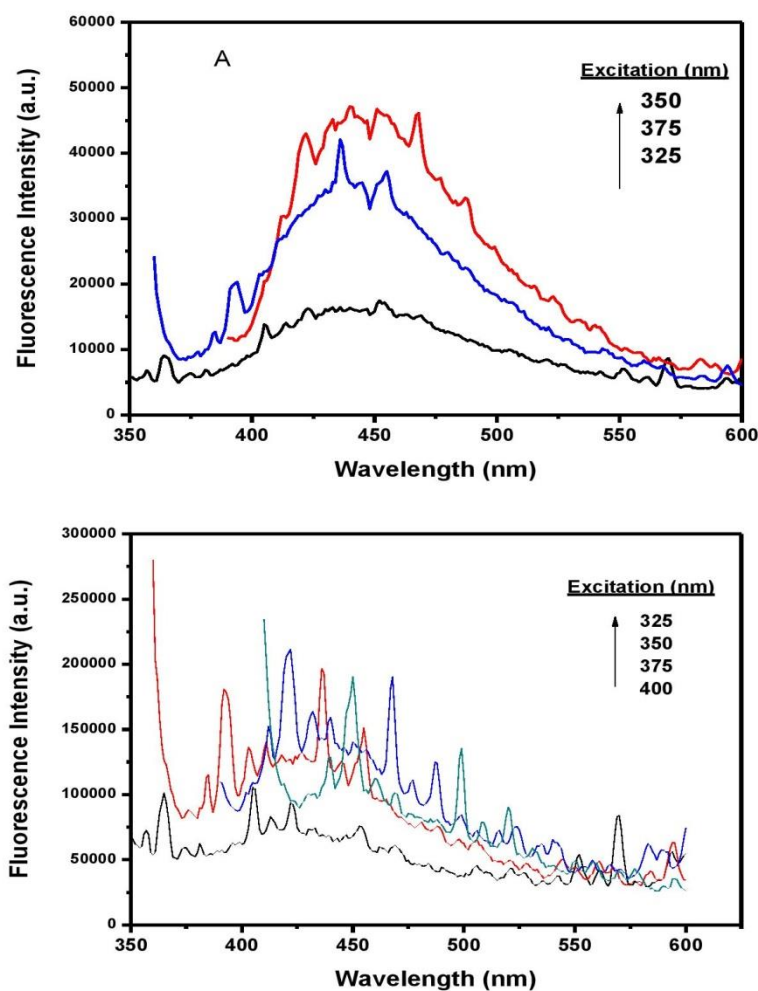 A
Excitation (nm)
350
375
325
Fluorescence Intensity (a.u.)
60000
50000
40000
30000
20000
10000
0
350 400 450 500 550 600
Wavelength (nm)
Excitation (nm)
325
350
375
400
Fluorescence Intensity (a.u.)
300000
250000
200000
150000
100000
50000
0
350 400 450 500 550 600
Wavelength (nm)